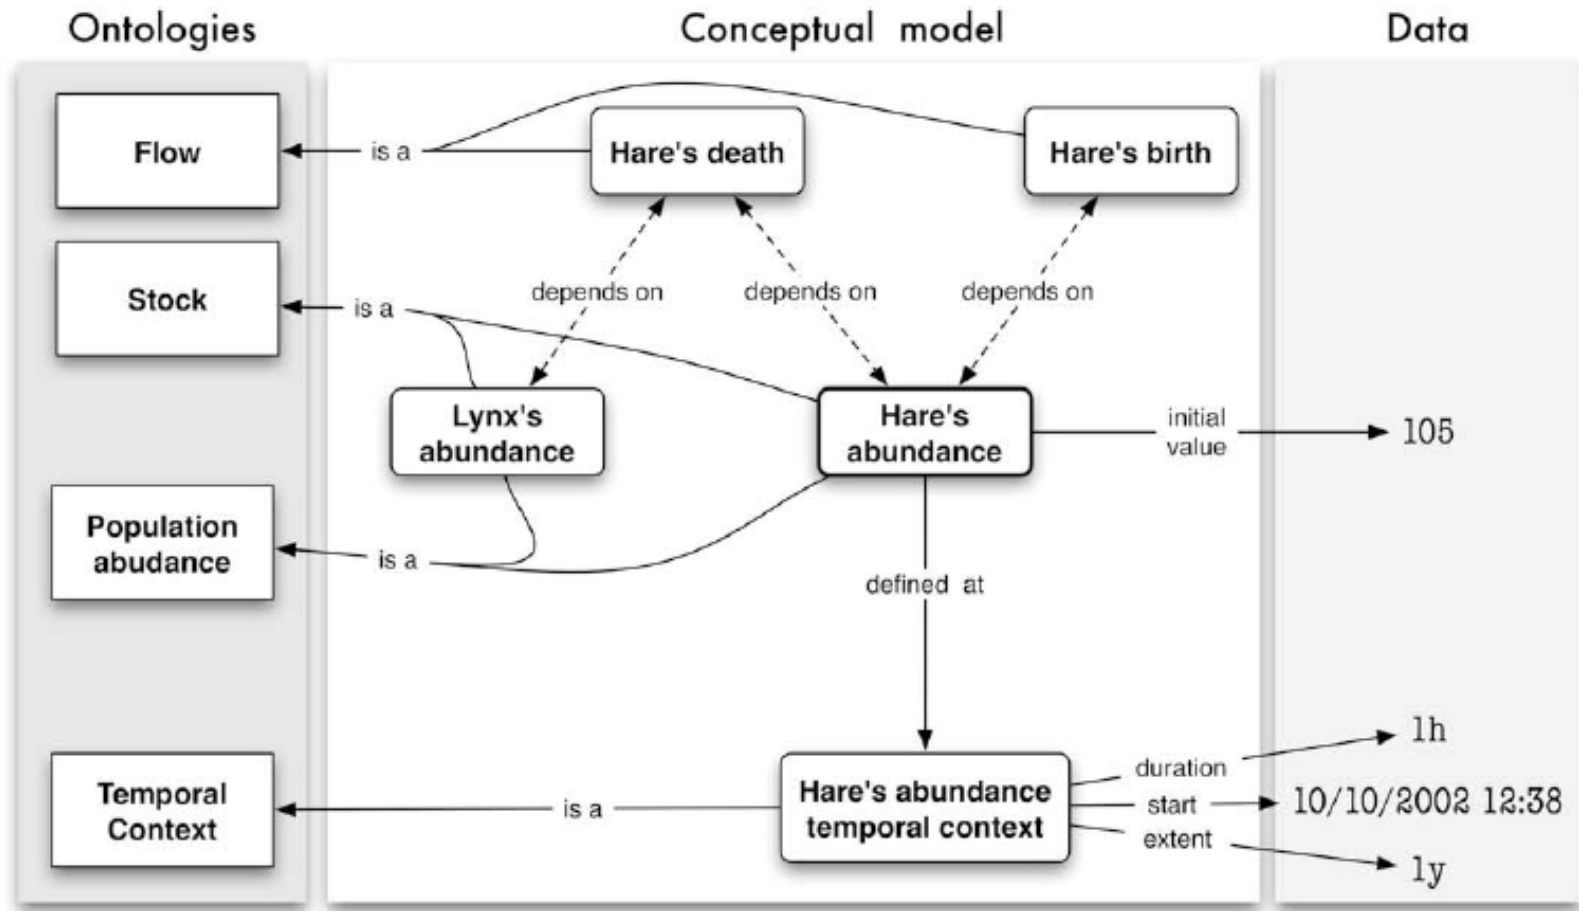 Ontologies
Conceptual model
Data
Flow
is a
Hare's death
Hare's birth
Stock
is a
depends on
depends on
depends on
Lynx's
abundance
Hare's
abundance
initial
value
105
Population
abudance
is a
defined at
Temporal
Context
is a
Hare's abundance
temporal context
duration
1h
start
10/10/2002 12:38
extent
1y